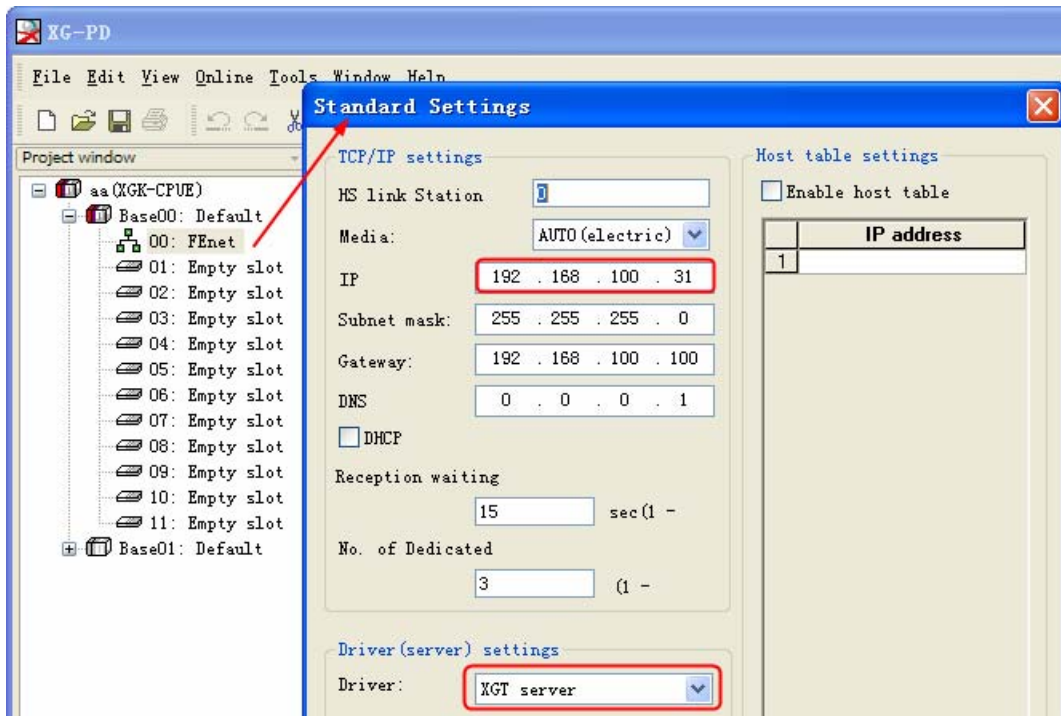 XG-PD
File Edit View Online Tools Window Help
Project window
aa(XGK-CPUE)
Base00: Default
00: FEnet
01: Empty slot
02: Empty slot
03: Empty slot
04: Empty slot
05: Empty slot
06: Empty slot
07: Empty slot
08: Empty slot
09: Empty slot
10: Empty slot
11: Empty slot
Base01: Default
Standard Settings
TCP/IP settings
HS link Station 0
Media: AUTO(electric)
IP 192 . 168 . 100 . 31
Subnet mask: 255 . 255 . 255 . 0
Gateway: 192 . 168 . 100 . 100
DNS 0 . 0 . 0 . 1
DHCP
Reception waiting
15 sec(1 -
No. of Dedicated
3 (1 -
Driver(server) settings
Driver: XGT server
Host table settings
Enable host table
IP address
1